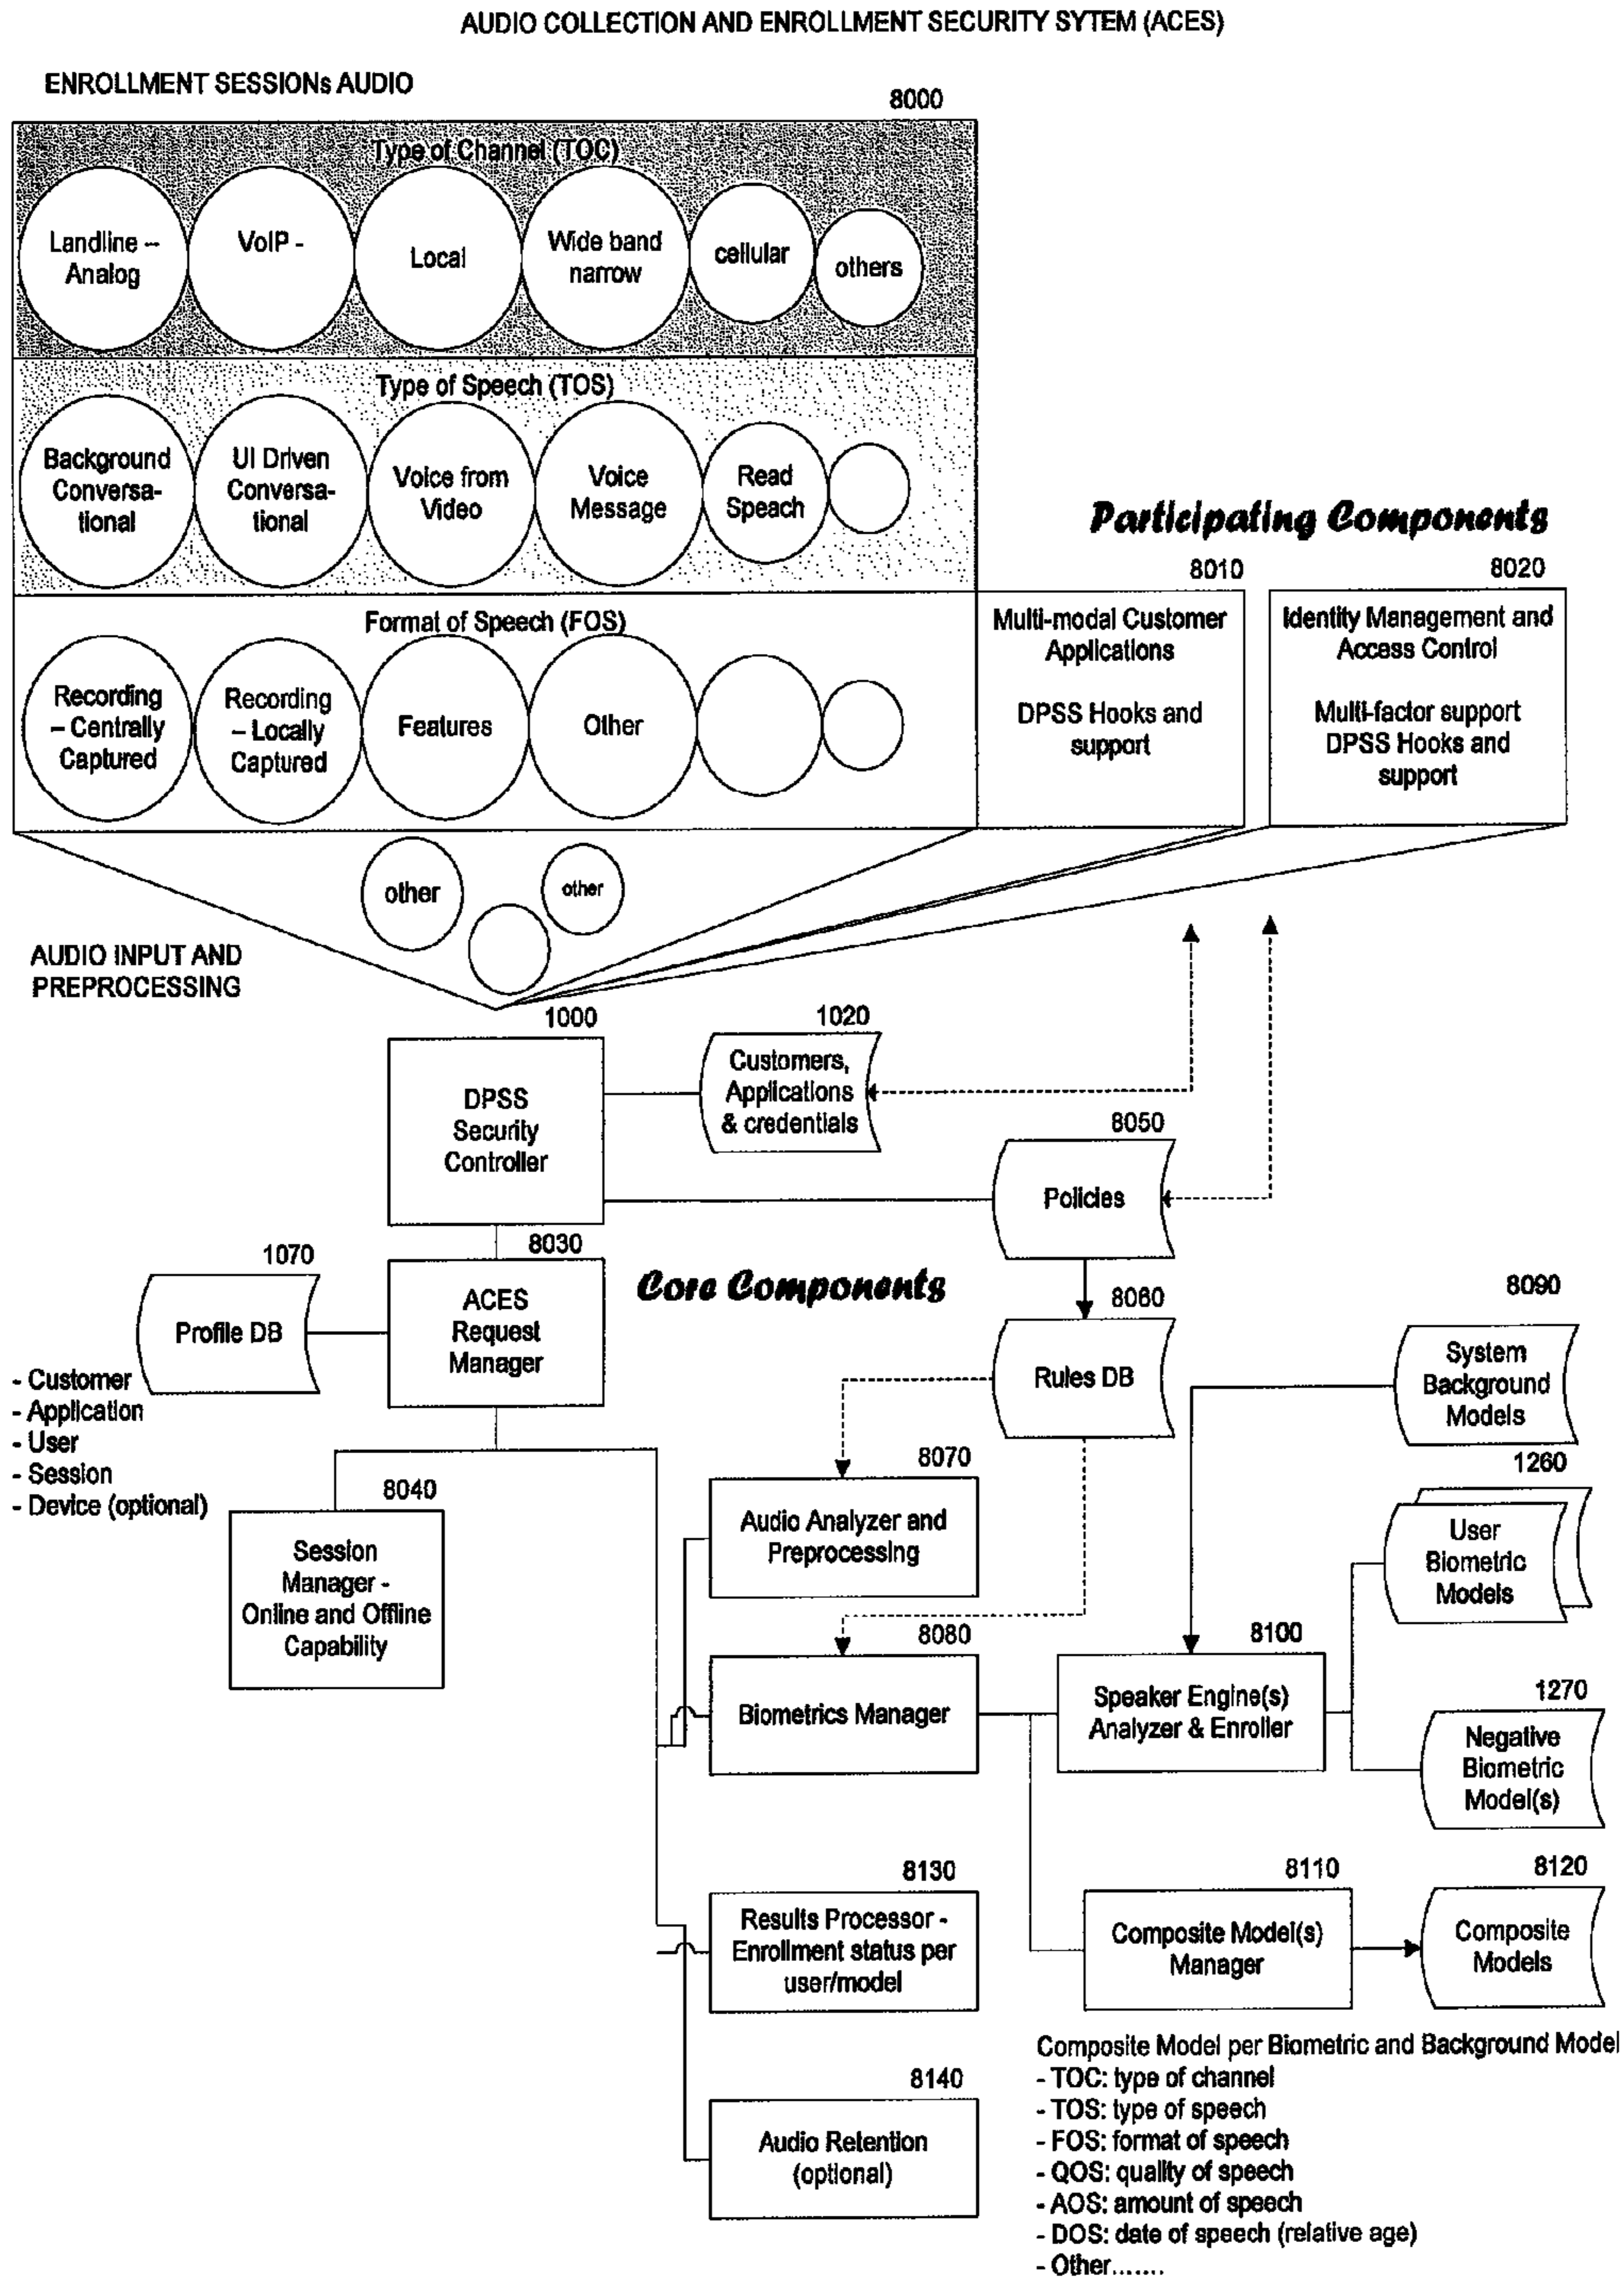 AUDIO COLLECTION AND ENROLLMENT SECURITY SYTEM (ACES)
ENROLLMENT SESSIONs AUDIO
8000
Type of Channel (TOC)
Landline –
Analog
VoIP -
Local
Wide band
narrow
cellular
others
Type of Speech (TOS)
Background
Conversa-
tional
UI Driven
Conversa-
tional
Voice from
Video
Voice
Message
Read
Speach
Participating Components
8010
8020
Format of Speech (FOS)
Recording
– Centrally
Captured
Recording
– Locally
Captured
Features
Other
Multi-modal Customer
Applications
DPSS Hooks and
support
Identity Management and
Access Control
Multi-factor support
DPSS Hooks and
support
other
other
AUDIO INPUT AND
PREPROCESSING
1000
DPSS
Security
Controller
1020
Customers,
Applications
& credentials
8050
Policies
1070
Profile DB
- Customer
- Application
- User
- Session
- Device (optional)
8030
ACES
Request
Manager
Core Components
8060
Rules DB
8090
System
Background
Models
8040
Session
Manager -
Online and Offline
Capability
8070
Audio Analyzer and
Preprocessing
1260
User
Biometric
Models
8080
Biometrics Manager
8100
Speaker Engine(s)
Analyzer & Enroller
1270
Negative
Biometric
Model(s)
8130
Results Processor -
Enrollment status per
user/model
8110
Composite Model(s)
Manager
8120
Composite
Models
8140
Audio Retention
(optional)
Composite Model per Biometric and Background Model
- TOC: type of channel
- TOS: type of speech
- FOS: format of speech
- QOS: quality of speech
- AOS: amount of speech
- DOS: date of speech (relative age)
- Other.......